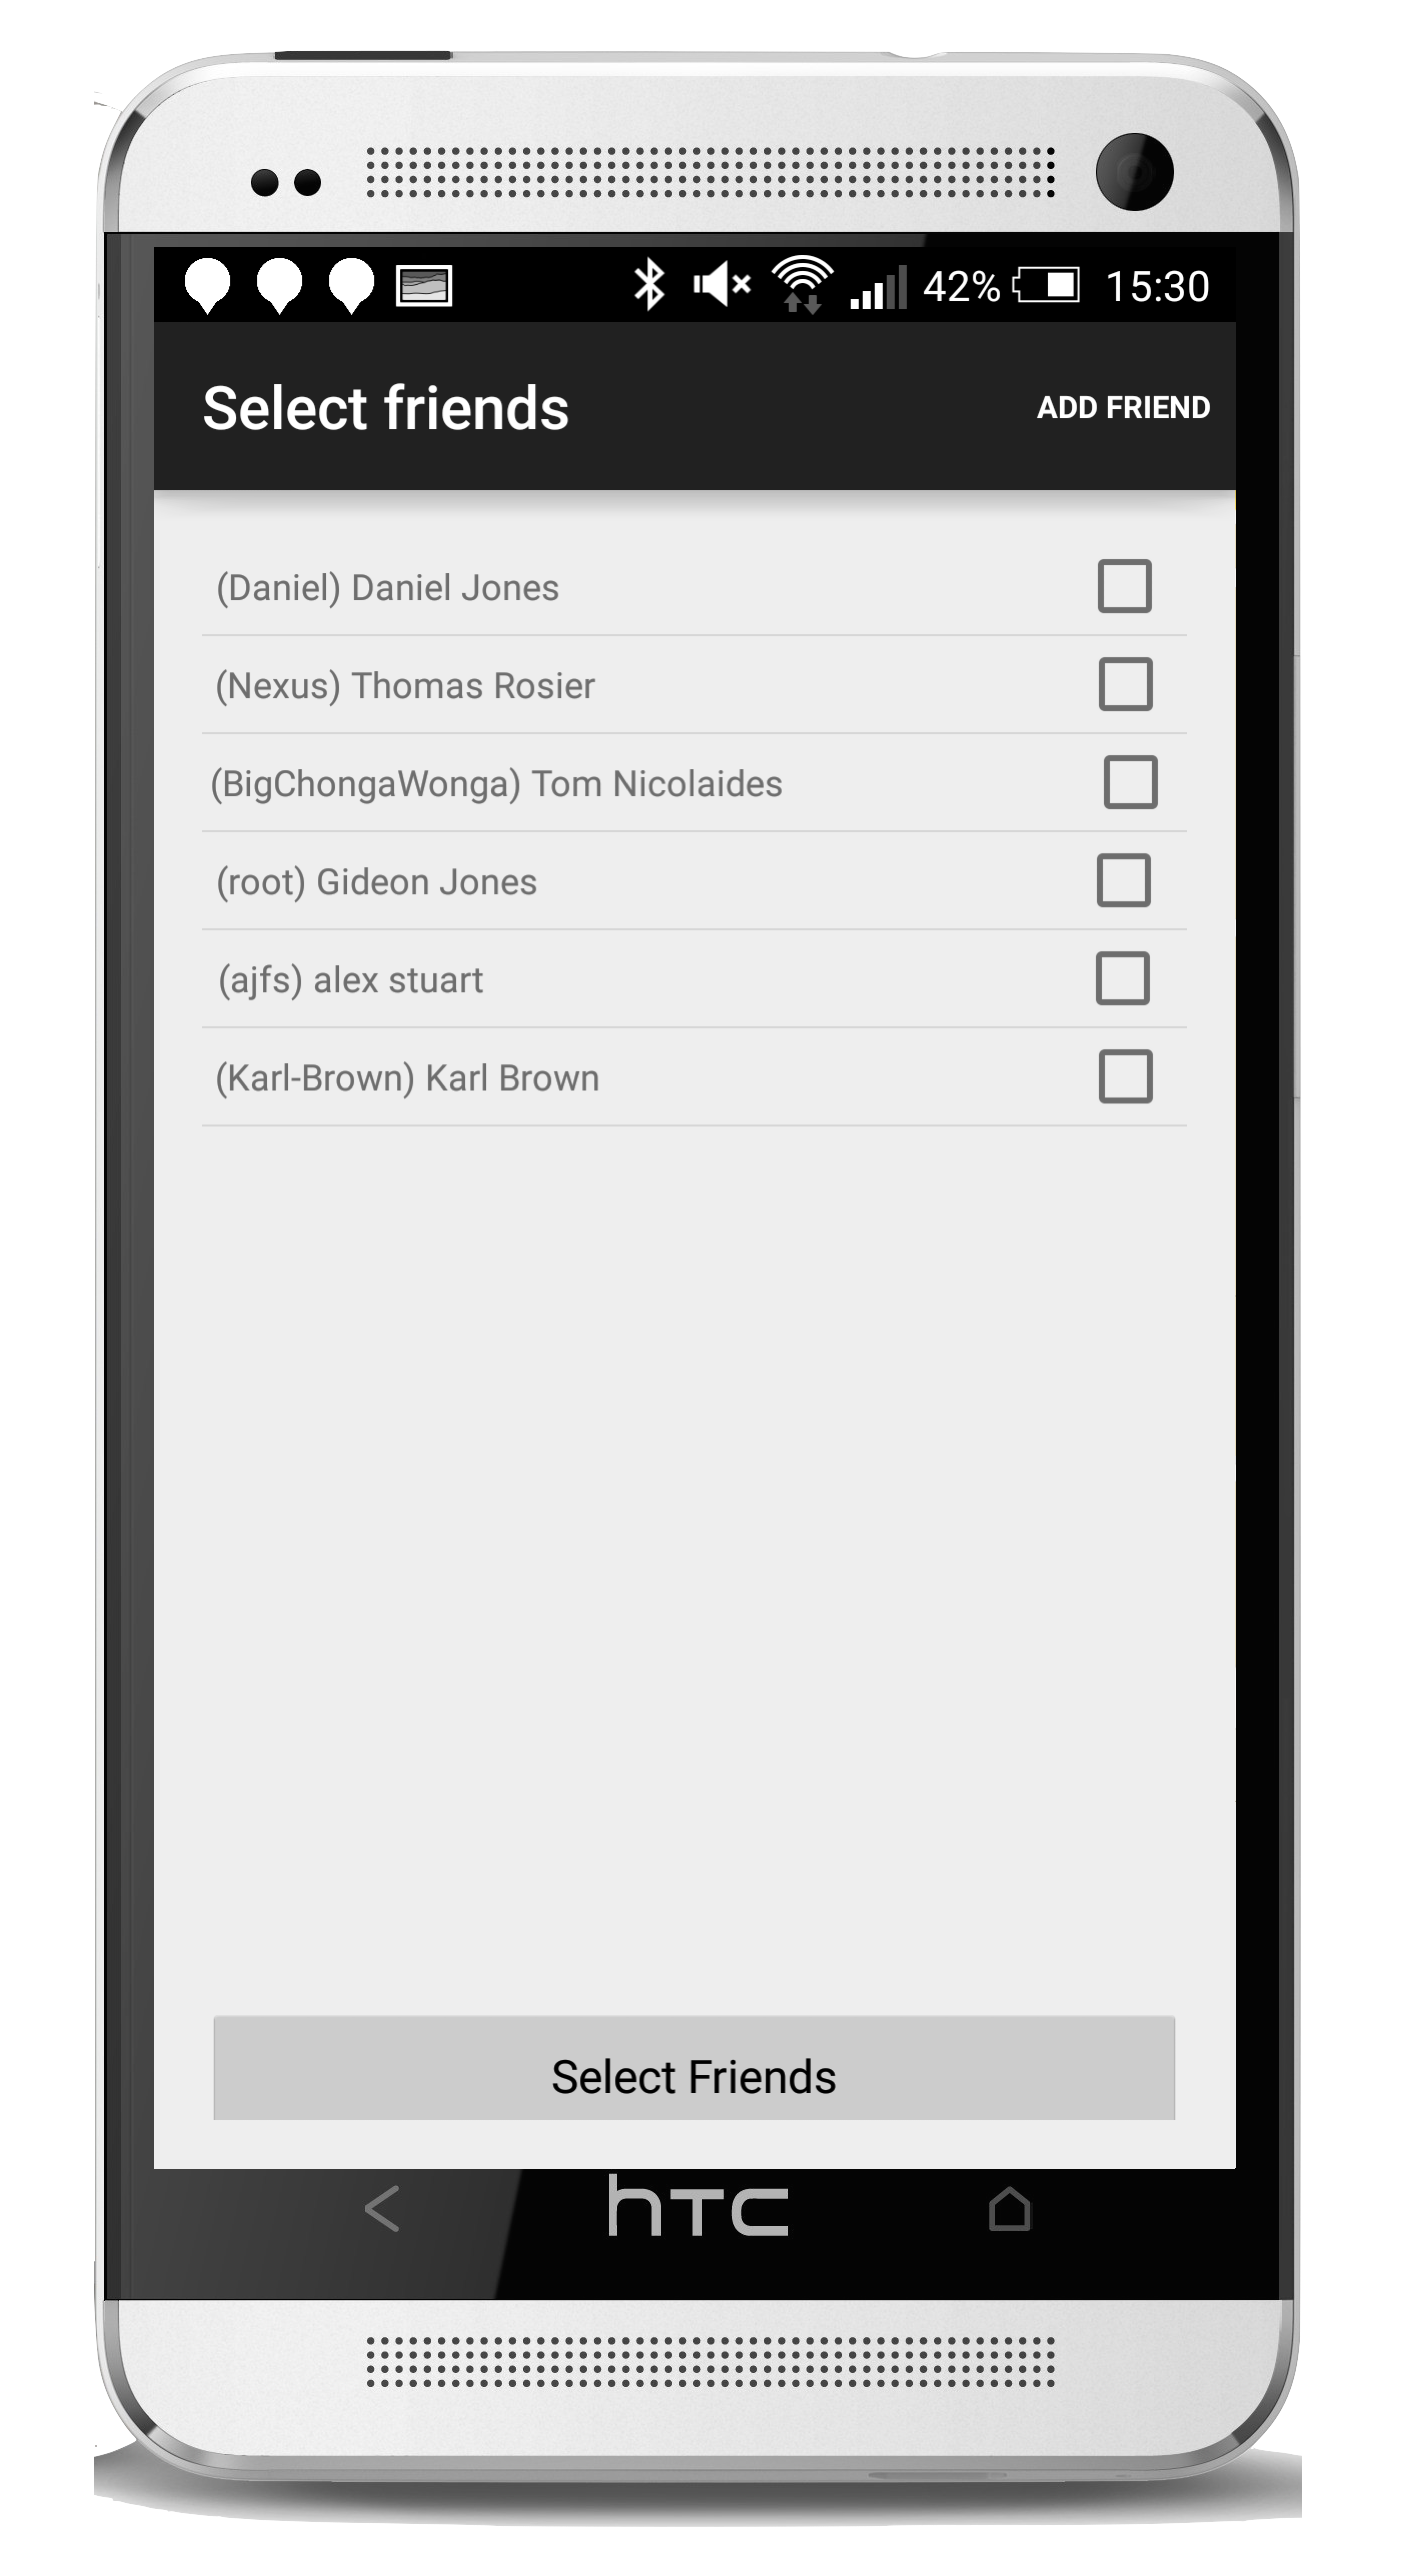 42% 15:30
Select friends ADD FRIEND
(Daniel) Daniel Jones
(Nexus) Thomas Rosier
(BigChongaWonga) Tom Nicolaides
(root) Gideon Jones
(ajfs) alex stuart
(Karl-Brown) Karl Brown
Select Friends
hTC